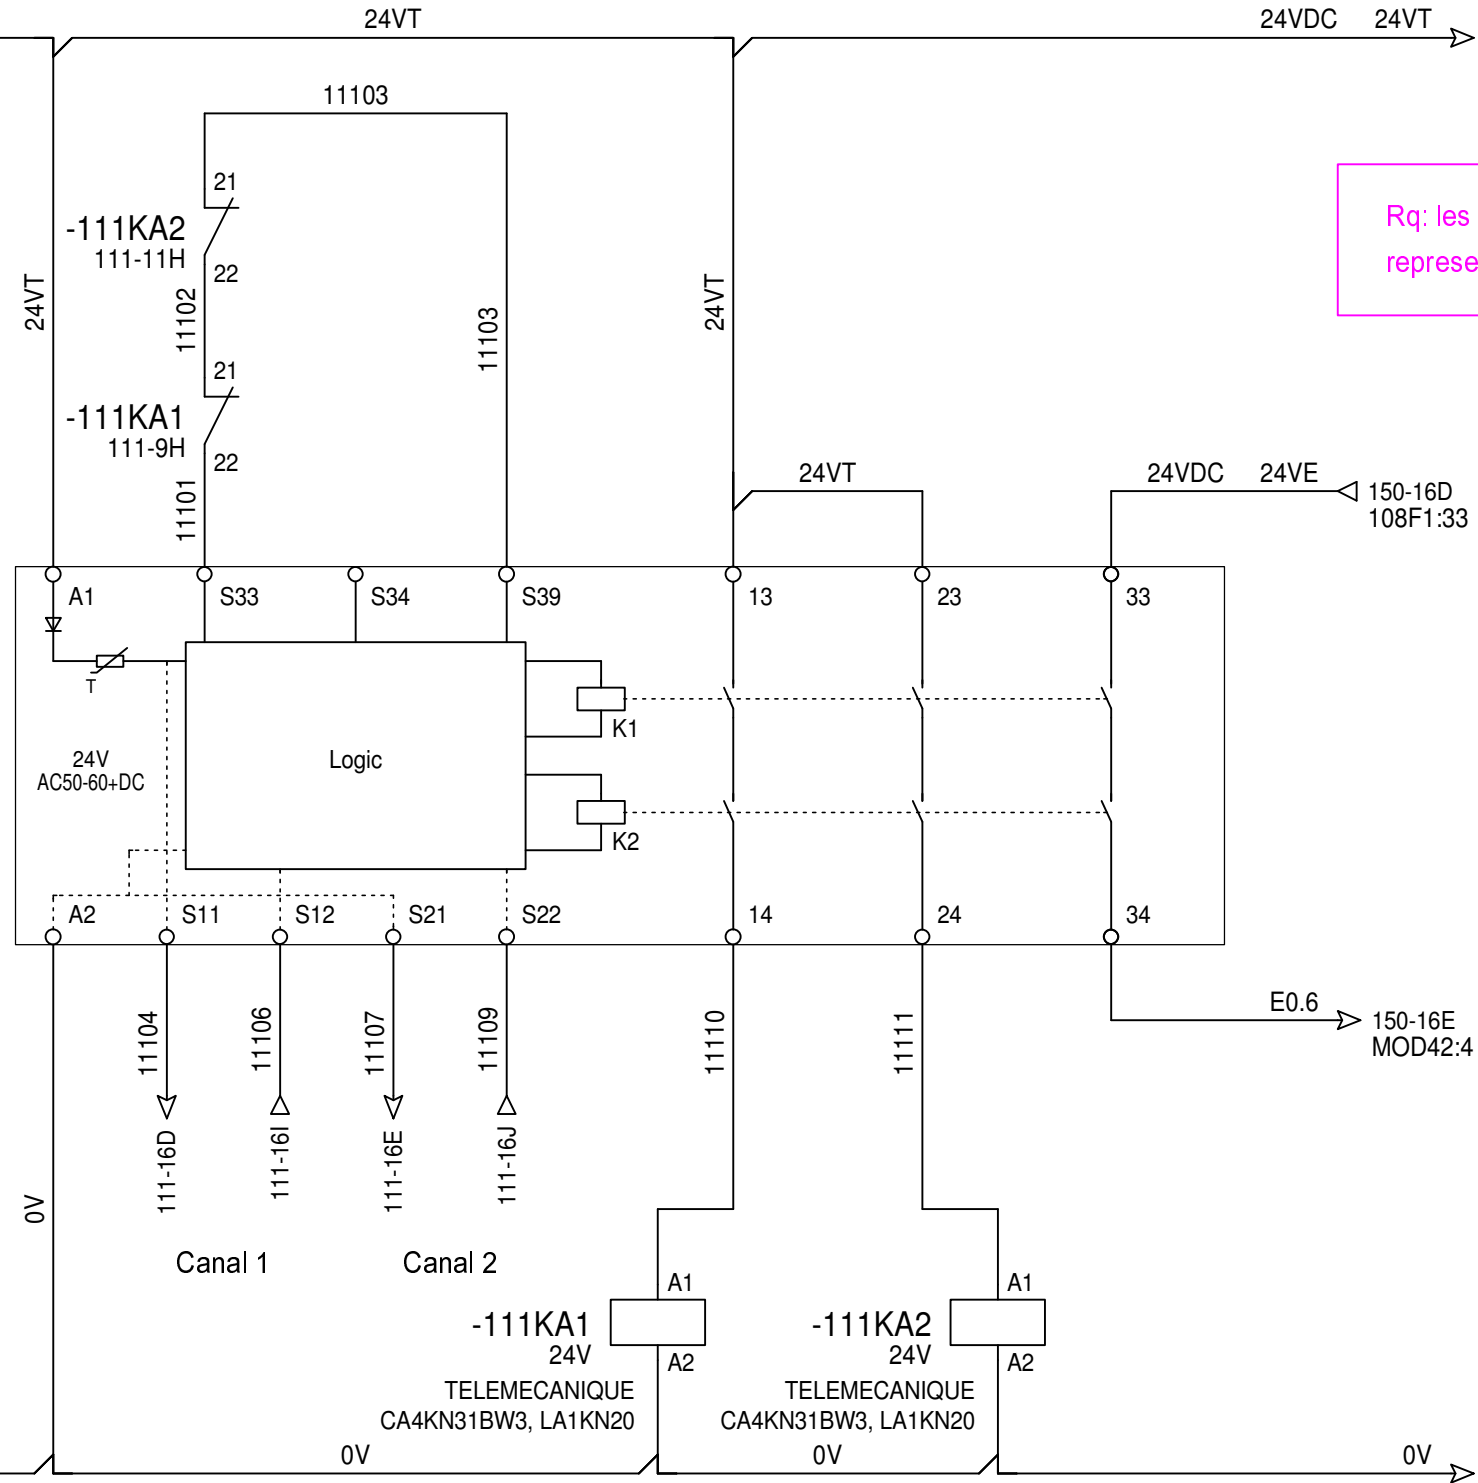 24VT
24VDC 24VT
11103
21
-111KA2
111-11H
22
24VT
11102
11103
24VT
Rq: les
represe
21
-111KA1
111-9H
22
11101
24VT
24VDC 24VE
150-16D
108F1:33
A1
S33
S34
S39
13
23
33
T
24V
AC50-60+DC
Logic
K1
K2
A2
S11
S12
S21
S22
14
24
34
11104
11106
11107
11109
11110
11111
E0.6
150-16E
MOD42:4
111-16D
111-16I
111-16E
111-16J
0V
Canal 1
Canal 2
A1
-111KA1
24V
A2
TELEMECANIQUE
CA4KN31BW3, LA1KN20
A1
-111KA2
24V
A2
TELEMECANIQUE
CA4KN31BW3, LA1KN20
0V
0V
0V